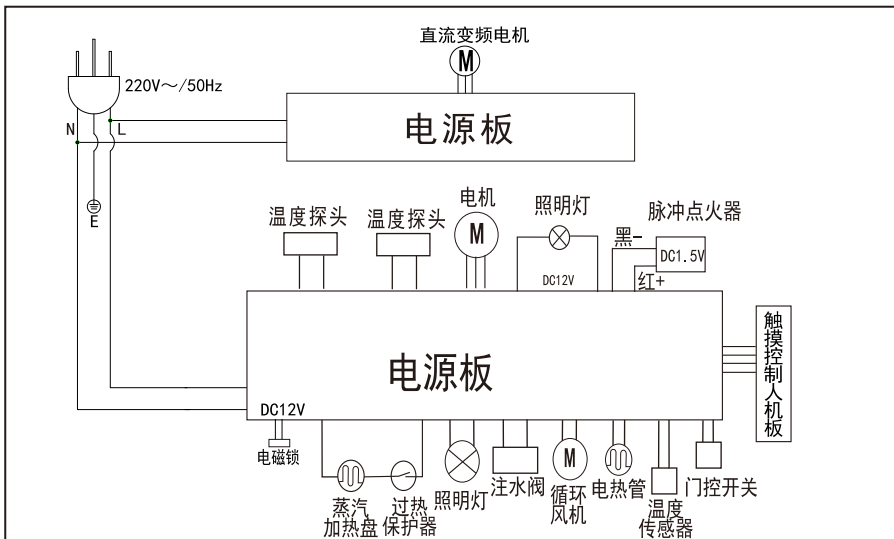 直流变频电机
M
220V～/50Hz
电源板
N
L
E
温度探头
温度探头
电机
M
照明灯
DC12V
脉冲点火器
黑-
DC1.5V
红+
电源板
触摸控制人机板
DC12V
电磁锁
蒸汽
加热盘
过热
保护器
照明灯
注水阀
M
循环
风机
电热管
温度
传感器
门控开关